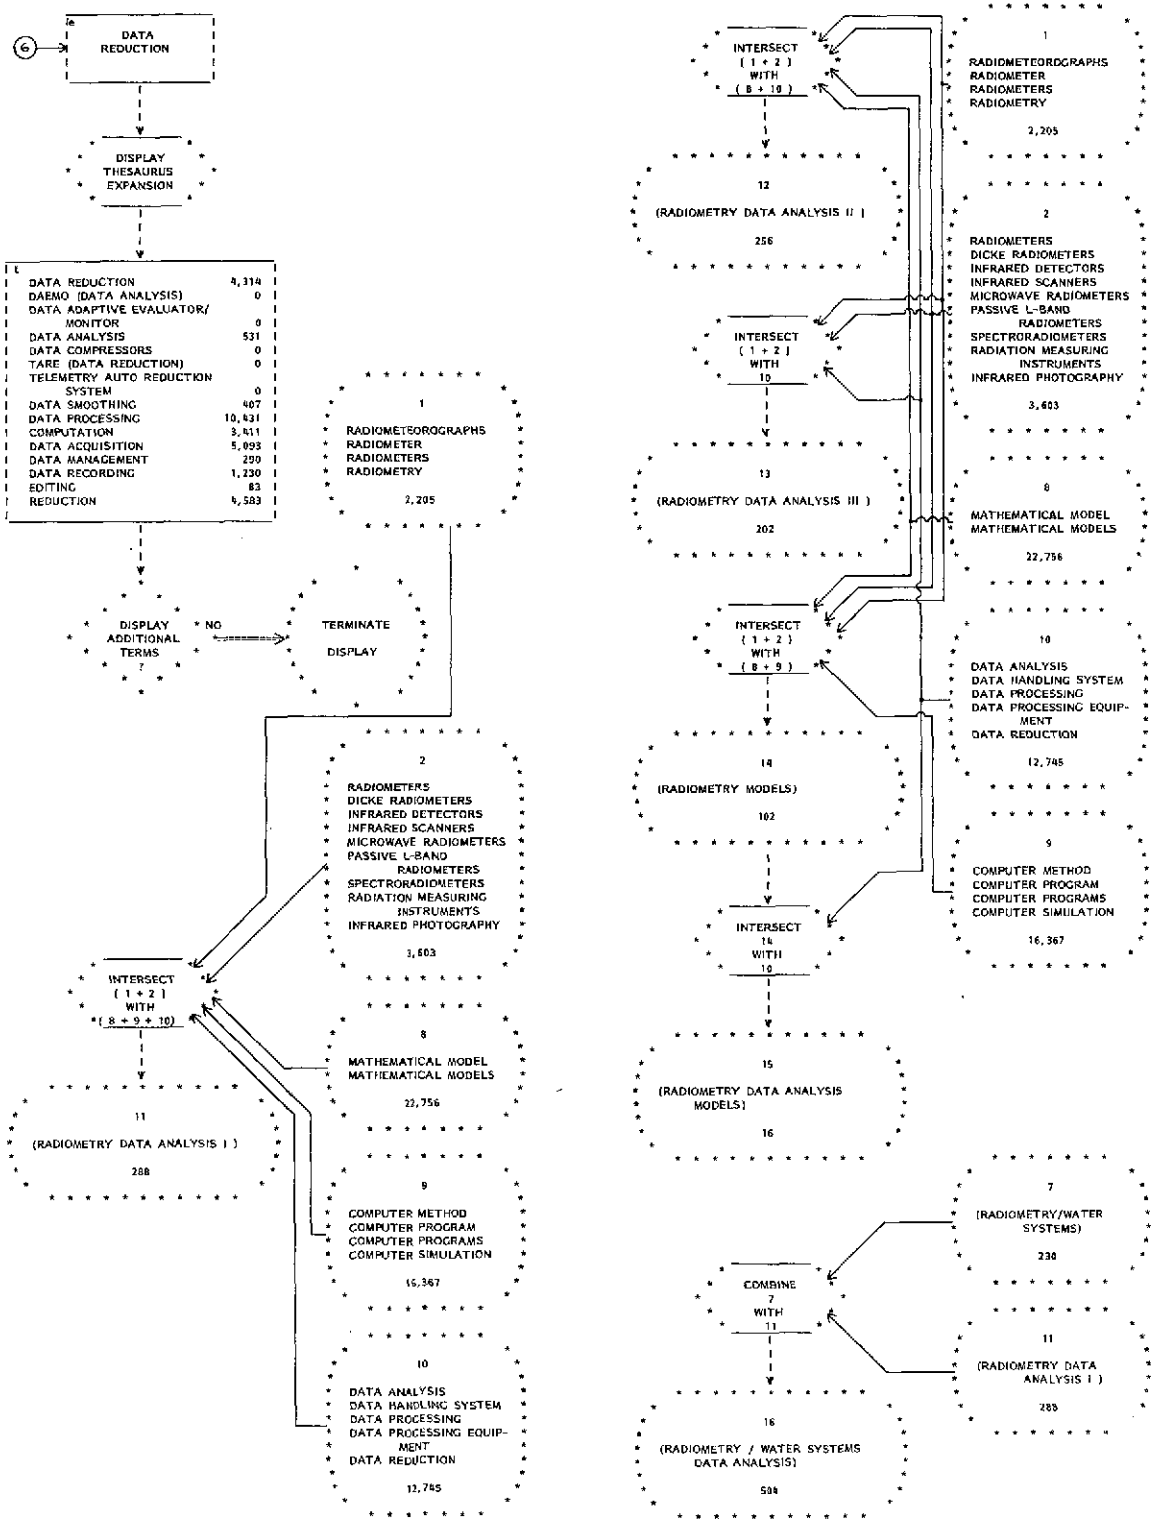 6
e
DATA
REDUCTION
DISPLAY
THESAURUS
EXPANSION
t
DATA REDUCTION 4,314
DAEMO (DATA ANALYSIS) 0
DATA ADAPTIVE EVALUATOR/
MONITOR 0
DATA ANALYSIS 531
DATA COMPRESSORS 0
TARE (DATA REDUCTION) 0
TELEMETRY AUTO REDUCTION
SYSTEM 0
DATA SMOOTHING 407
DATA PROCESSING 10,431
COMPUTATION 3,411
DATA ACQUISITION 5,093
DATA MANAGEMENT 290
DATA RECORDING 1,230
EDITING 83
REDUCTION 4,583
DISPLAY
ADDITIONAL
TERMS
?
NO
TERMINATE
DISPLAY
1
RADIOMETEOROGRAPHS
RADIOMETER
RADIOMETERS
RADIOMETRY
2,205
2
RADIOMETERS
DICKE RADIOMETERS
INFRARED DETECTORS
INFRARED SCANNERS
MICROWAVE RADIOMETERS
PASSIVE L-BAND
RADIOMETERS
SPECTRORADIOMETERS
RADIATION MEASURING
INSTRUMENTS
INFRARED PHOTOGRAPHY
3,603
INTERSECT
( 1 + 2 )
WITH
( 8 + 9 + 10)
8
MATHEMATICAL MODEL
MATHEMATICAL MODELS
22,756
11
(RADIOMETRY DATA ANALYSIS I )
288
9
COMPUTER METHOD
COMPUTER PROGRAM
COMPUTER PROGRAMS
COMPUTER SIMULATION
16,367
10
DATA ANALYSIS
DATA HANDLING SYSTEM
DATA PROCESSING
DATA PROCESSING EQUIP-
MENT
DATA REDUCTION
12,745
INTERSECT
( 1 + 2 )
WITH
( 8 + 10 )
1
RADIOMETEOROGRAPHS
RADIOMETER
RADIOMETERS
RADIOMETRY
2,205
12
(RADIOMETRY DATA ANALYSIS II )
256
2
RADIOMETERS
DICKE RADIOMETERS
INFRARED DETECTORS
INFRARED SCANNERS
MICROWAVE RADIOMETERS
PASSIVE L-BAND
RADIOMETERS
SPECTRORADIOMETERS
RADIATION MEASURING
INSTRUMENTS
INFRARED PHOTOGRAPHY
3,603
INTERSECT
( 1 + 2 )
WITH
10
13
(RADIOMETRY DATA ANALYSIS III )
202
8
MATHEMATICAL MODEL
MATHEMATICAL MODELS
22,756
INTERSECT
( 1 + 2 )
WITH
( 8 + 9 )
10
DATA ANALYSIS
DATA HANDLING SYSTEM
DATA PROCESSING
DATA PROCESSING EQUIP-
MENT
DATA REDUCTION
12,745
14
(RADIOMETRY MODELS)
102
9
COMPUTER METHOD
COMPUTER PROGRAM
COMPUTER PROGRAMS
COMPUTER SIMULATION
16,367
INTERSECT
14
WITH
10
15
(RADIOMETRY DATA ANALYSIS
MODELS)
16
7
(RADIOMETRY/WATER
SYSTEMS)
230
COMBINE
7
WITH
11
11
(RADIOMETRY DATA
ANALYSIS I )
288
16
(RADIOMETRY / WATER SYSTEMS
DATA ANALYSIS)
504